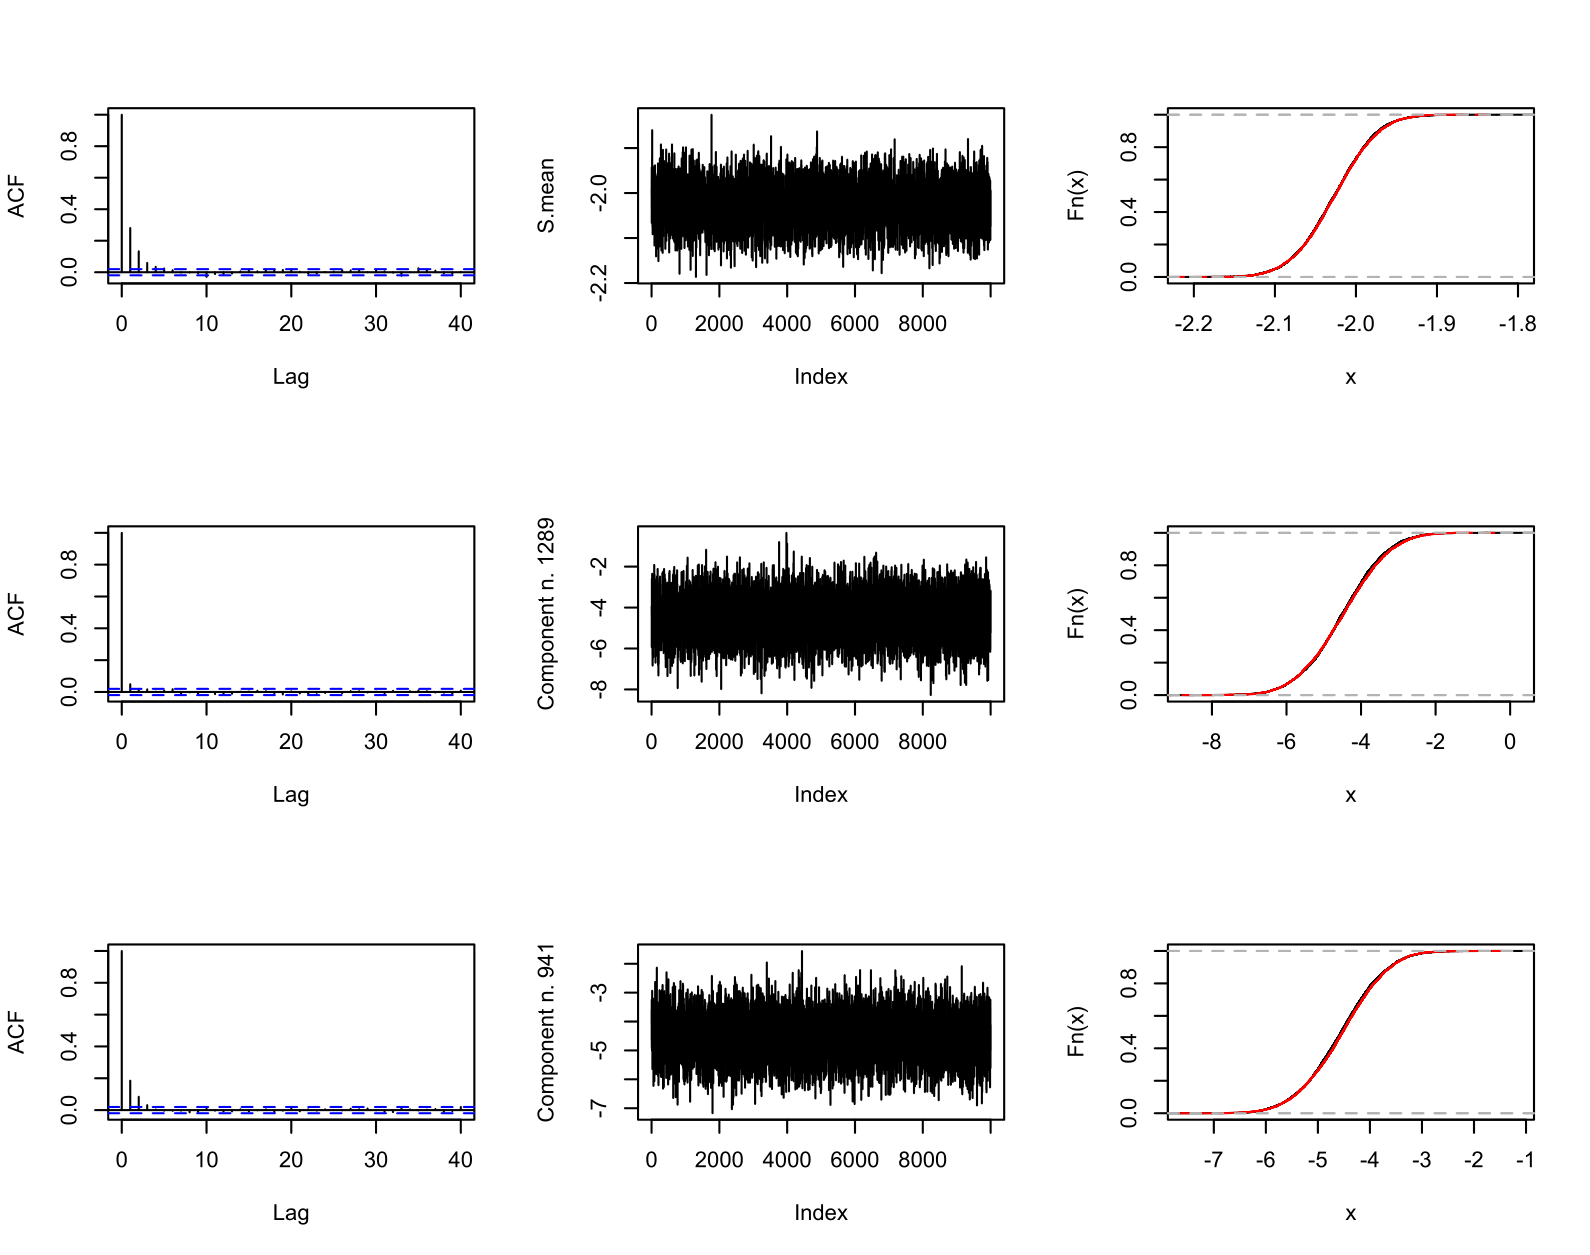 ACF
0.0 0.4 0.8
0 10 20 30 40
Lag
S.mean
-2.2 -2.0
0 2000 4000 6000 8000
Index
Fn(x)
0.0 0.4 0.8
-2.2 -2.1 -2.0 -1.9 -1.8
x
ACF
0.0 0.4 0.8
0 10 20 30 40
Lag
Component n. 1289
-8 -6 -4 -2
0 2000 4000 6000 8000
Index
Fn(x)
0.0 0.4 0.8
-8 -6 -4 -2 0
x
ACF
0.0 0.4 0.8
0 10 20 30 40
Lag
Component n. 941
-7 -5 -3
0 2000 4000 6000 8000
Index
Fn(x)
0.0 0.4 0.8
-7 -6 -5 -4 -3 -2 -1
x